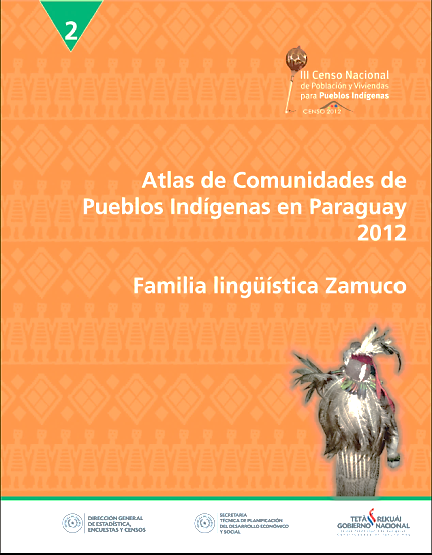 2
III Censo Nacional
de Población y Viviendas
para Pueblos Indígenas
CENSO 2012
Atlas de Comunidades de
Pueblos Indígenas en Paraguay
2012
Familia lingüística Zamuco
DIRECCIÓN GENERAL
DE ESTADÍSTICA,
ENCUESTAS Y CENSOS
SECRETARÍA
TÉCNICA DE PLANIFICACIÓN
DEL DESARROLLO ECONÓMICO
Y SOCIAL
TETÃ REKUÁI
GOBIERNO NACIONAL